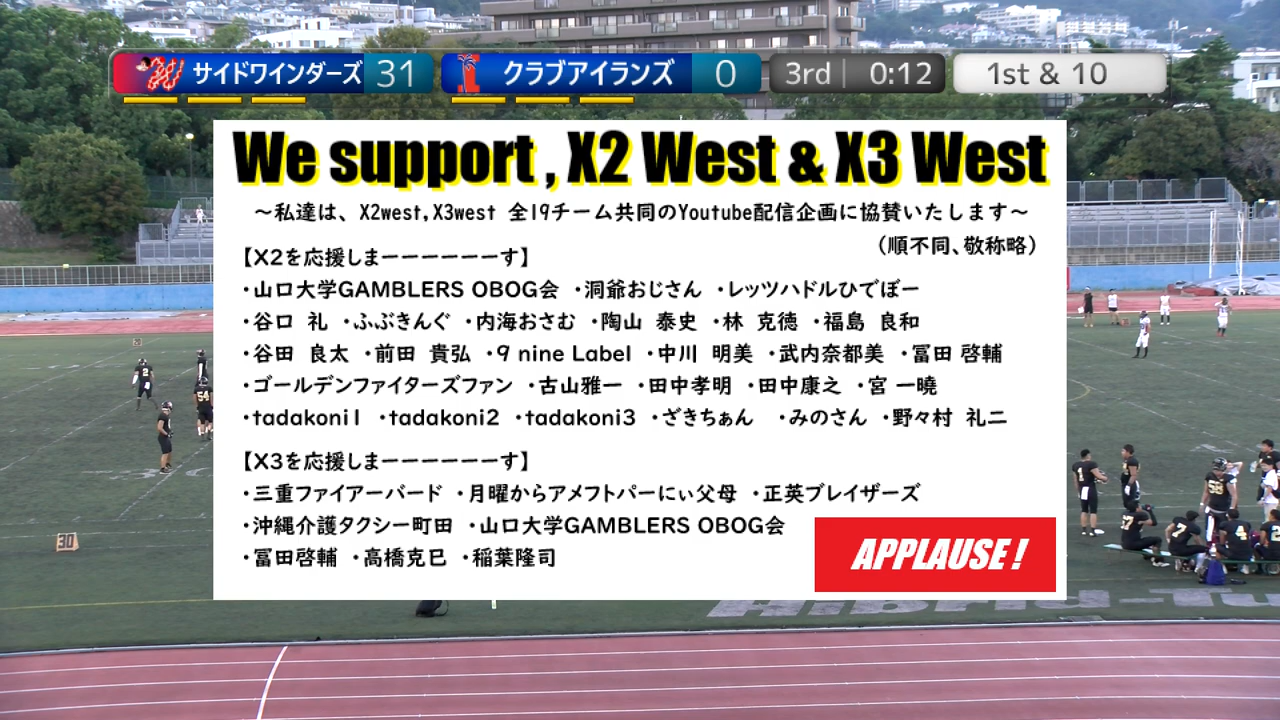 サイドワインダーズ 31 クラブアイランズ 0 3rd 0:12 1st & 10
We support , X2 West & X3 West
～私達は、X2west,X3west 全19チーム共同のYoutube配信企画に協賛いたします～
（順不同、敬称略）
【X2を応援しまーーーーーーす】
・山口大学GAMBLERS OBOG会 ・洞爺おじさん ・レッツハドルひでぼー
・谷口 礼 ・ふぶきんぐ ・内海おさむ ・陶山 泰史 ・林 克徳 ・福島 良和
・谷田 良太 ・前田 貴弘 ・9 nine Label ・中川 明美 ・武内奈都美 ・冨田 啓輔
・ゴールデンファイターズファン ・古山雅一 ・田中孝明 ・田中康之 ・宮 一曉
・tadakoni1 ・tadakoni2 ・tadakoni3 ・ざきちぁん ・みのさん ・野々村 礼二
【X3を応援しまーーーーーーす】
・三重ファイアーバード ・月曜からアメフトパーにぃ父母 ・正英ブレイザーズ
・沖縄介護タクシー町田 ・山口大学GAMBLERS OBOG会
・冨田啓輔 ・高橋克巳 ・稲葉隆司
APPLAUSE !
2
54
30
1
58
27
7
4
2